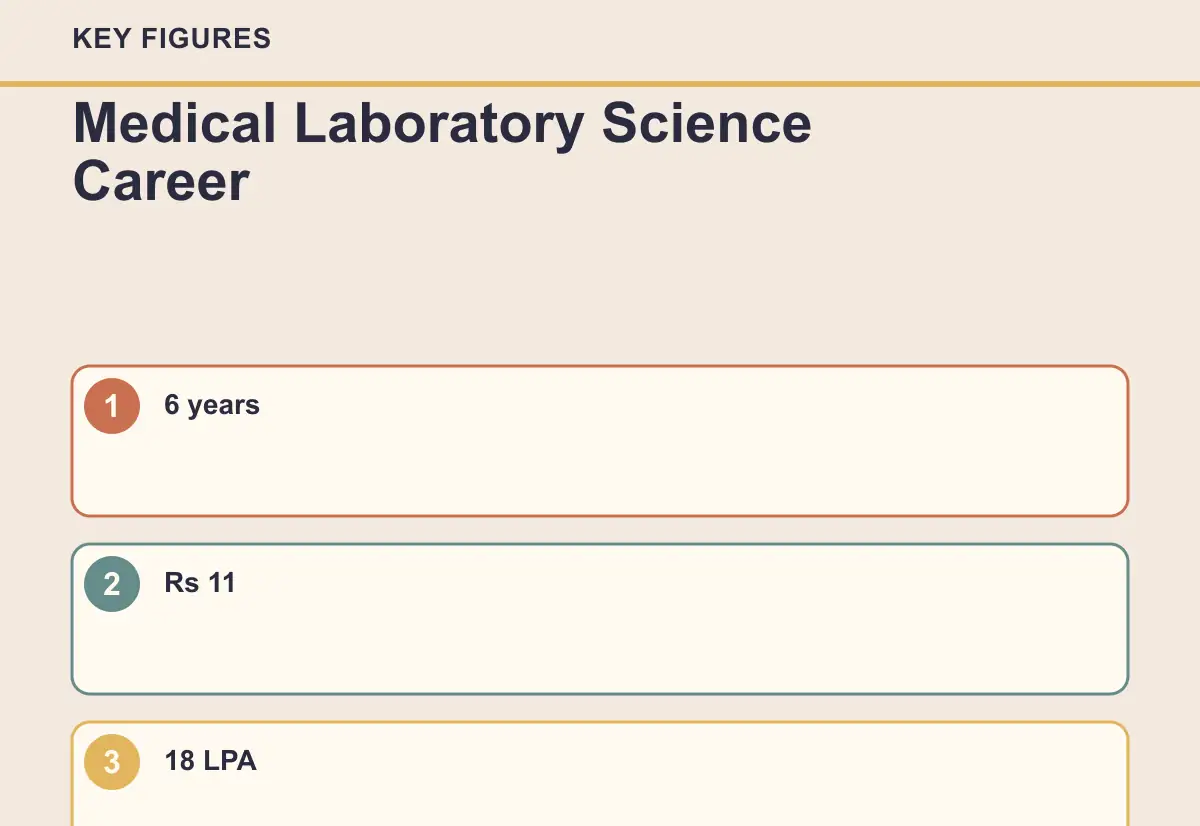 KEY FIGURES
Medical Laboratory Science
Career
1 6 years
2 Rs 11
3 18 LPA